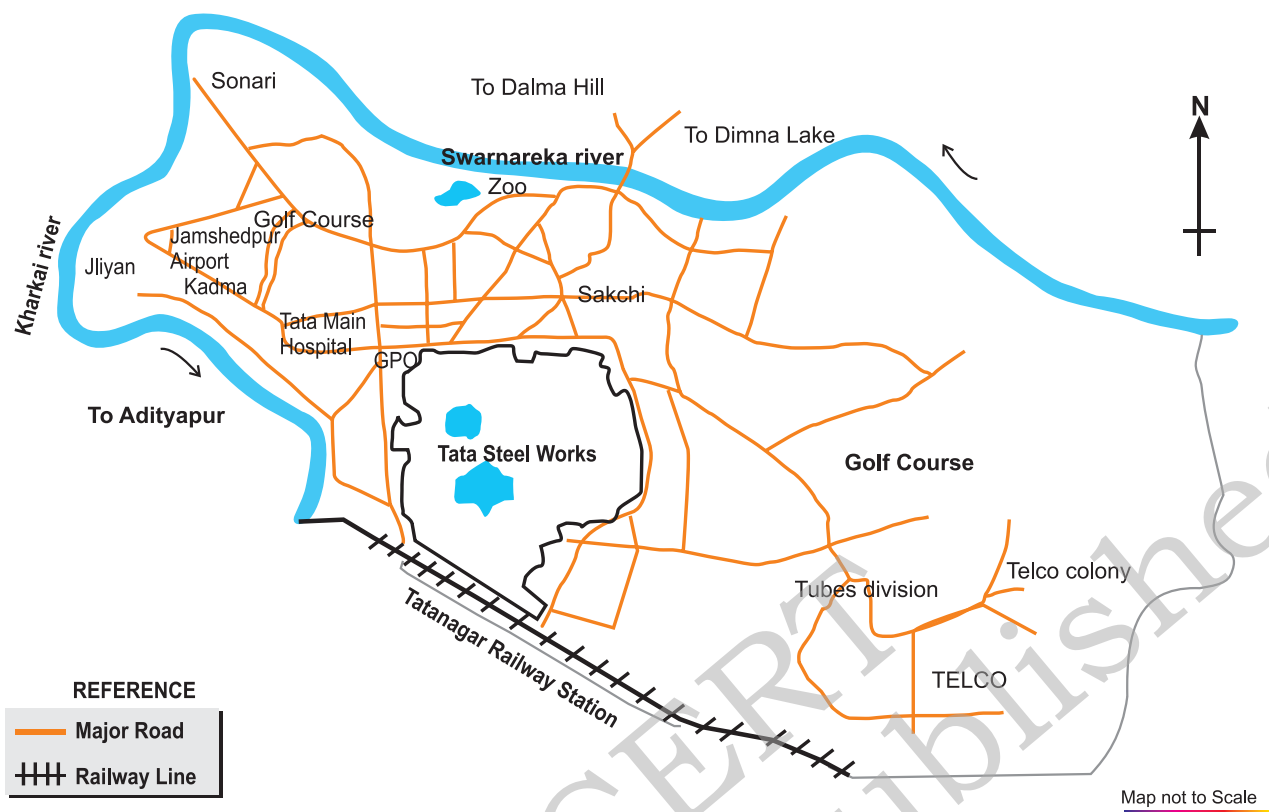 Sonari
To Dalma Hill
N
To Dimna Lake
Swarnareka river
Zoo
Golf Course
Jamshedpur
Airport
Kadma
Jliyan
Kharkai river
Sakchi
Tata Main
Hospital
GPO
To Adityapur
Tata Steel Works
Golf Course
Telco colony
Tubes division
TELCO
Tatanagar Railway Station
REFERENCE
Major Road
Railway Line
Map not to Scale